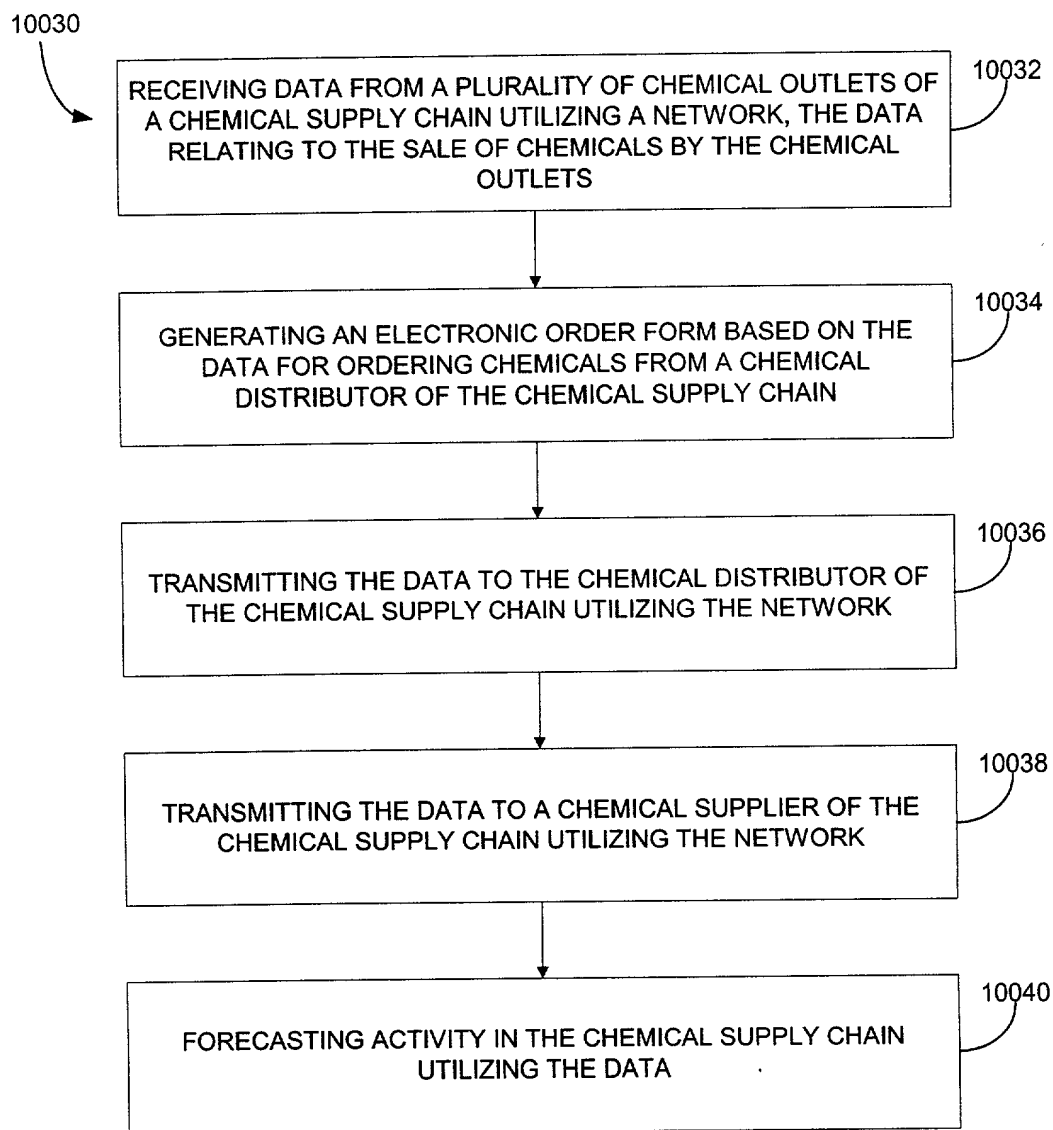 10030
10032
RECEIVING DATA FROM A PLURALITY OF CHEMICAL OUTLETS OF
A CHEMICAL SUPPLY CHAIN UTILIZING A NETWORK, THE DATA
RELATING TO THE SALE OF CHEMICALS BY THE CHEMICAL
OUTLETS
10034
GENERATING AN ELECTRONIC ORDER FORM BASED ON THE
DATA FOR ORDERING CHEMICALS FROM A CHEMICAL
DISTRIBUTOR OF THE CHEMICAL SUPPLY CHAIN
10036
TRANSMITTING THE DATA TO THE CHEMICAL DISTRIBUTOR OF
THE CHEMICAL SUPPLY CHAIN UTILIZING THE NETWORK
10038
TRANSMITTING THE DATA TO A CHEMICAL SUPPLIER OF THE
CHEMICAL SUPPLY CHAIN UTILIZING THE NETWORK
10040
FORECASTING ACTIVITY IN THE CHEMICAL SUPPLY CHAIN
UTILIZING THE DATA